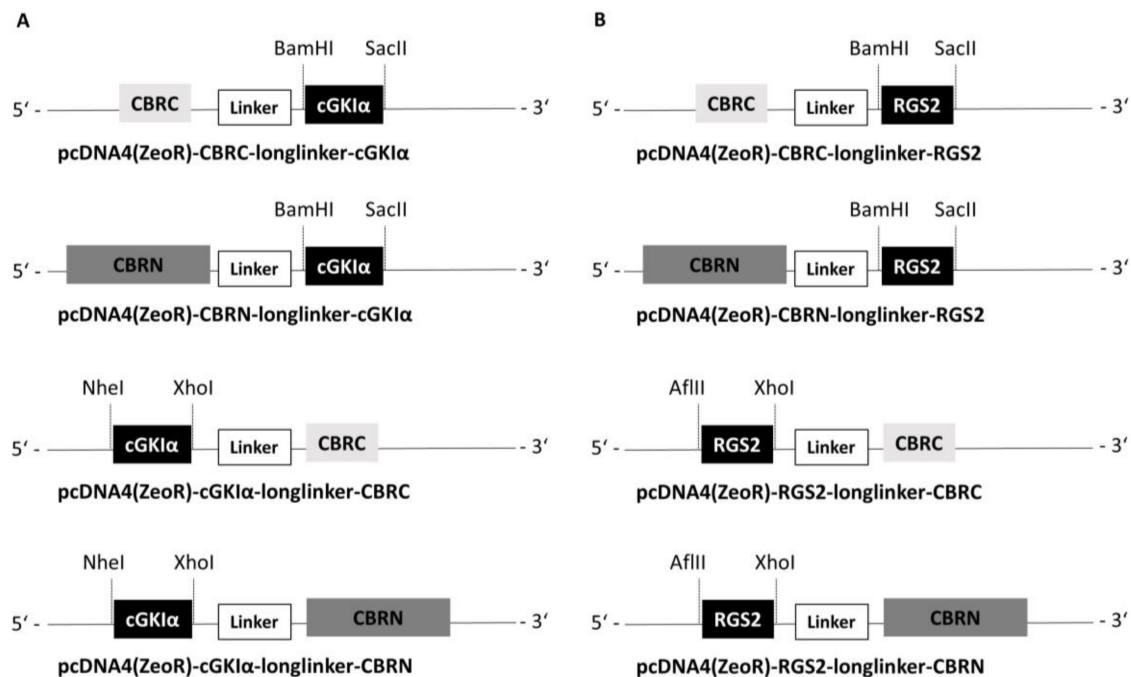 A
BamHI SacII
5‘ - CBRC Linker cGKIα - 3‘
pcDNA4(ZeoR)-CBRC-longlinker-cGKIα
BamHI SacII
5‘ - CBRN Linker cGKIα - 3‘
pcDNA4(ZeoR)-CBRN-longlinker-cGKIα
NheI XhoI
5‘ - cGKIα Linker CBRC - 3‘
pcDNA4(ZeoR)-cGKIα-longlinker-CBRC
NheI XhoI
5‘ - cGKIα Linker CBRN - 3‘
pcDNA4(ZeoR)-cGKIα-longlinker-CBRN
B
BamHI SacII
5‘ - CBRC Linker RGS2 - 3‘
pcDNA4(ZeoR)-CBRC-longlinker-RGS2
BamHI SacII
5‘ - CBRN Linker RGS2 - 3‘
pcDNA4(ZeoR)-CBRN-longlinker-RGS2
AflII XhoI
5‘ - RGS2 Linker CBRC - 3‘
pcDNA4(ZeoR)-RGS2-longlinker-CBRC
AflII XhoI
5‘ - RGS2 Linker CBRN - 3‘
pcDNA4(ZeoR)-RGS2-longlinker-CBRN